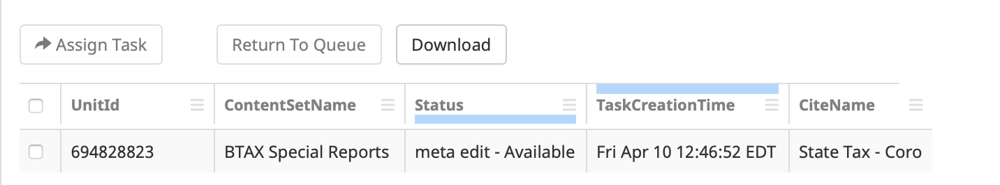 Assign Task Return To Queue Download
UnitId ContentSetName Status TaskCreationTime CiteName
694828823 BTAX Special Reports meta edit - Available Fri Apr 10 12:46:52 EDT State Tax - Coro